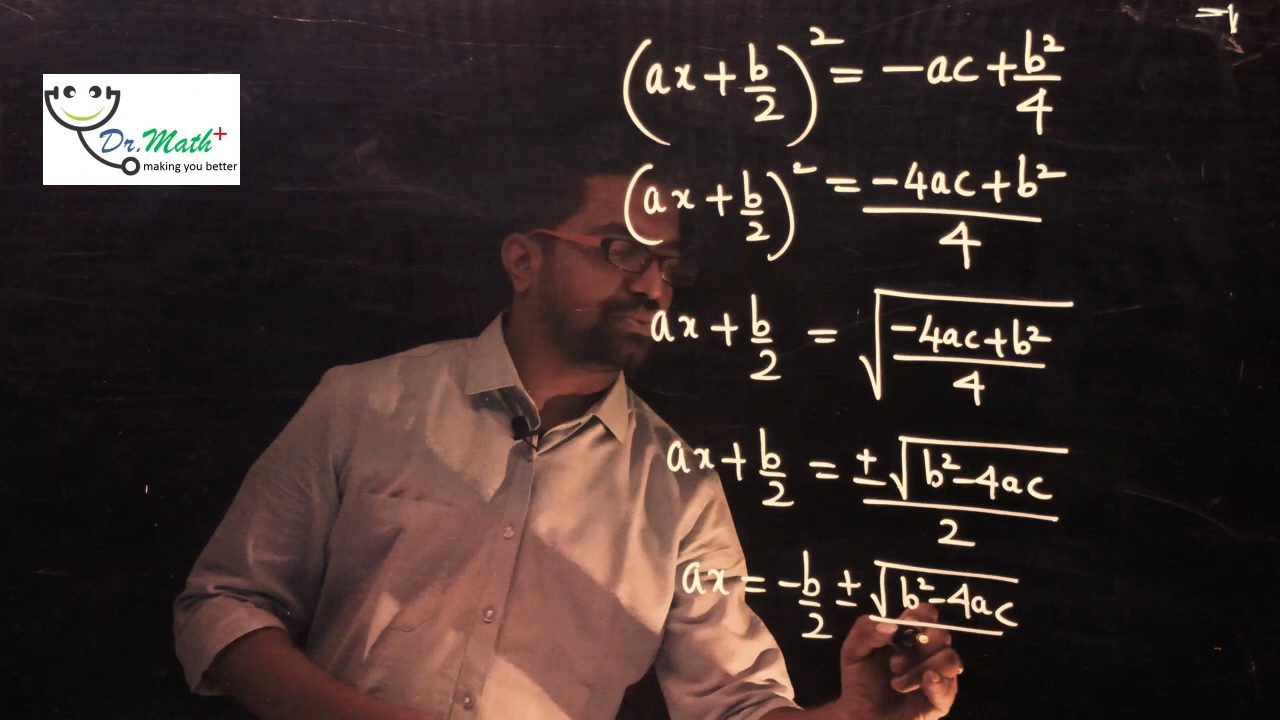 Dr.Math+
making you better
(ax + b/2)² = -ac + b²/4
(ax + b/2)² = (-4ac + b²)/4
ax + b/2 = √((-4ac + b²)/4)
ax + b/2 = ±√(b²-4ac)/2
ax = -b/2 ± √(b²-4ac)